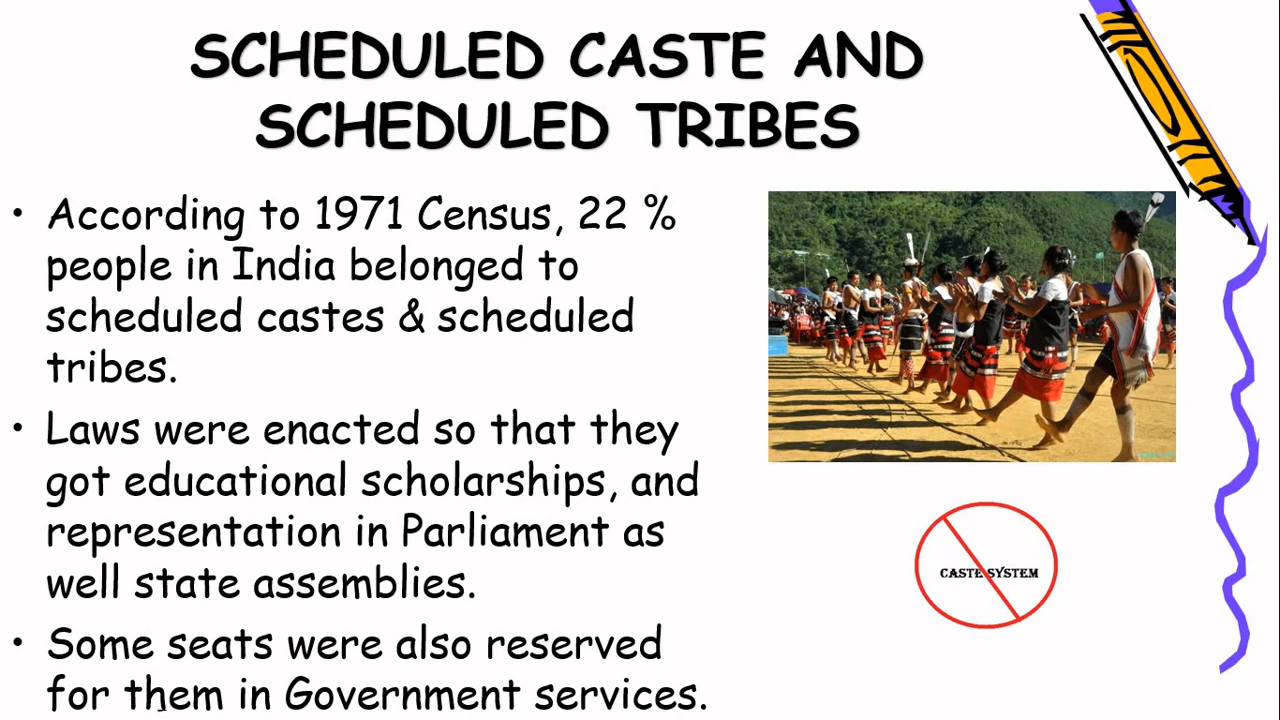 SCHEDULED CASTE AND
SCHEDULED TRIBES
• According to 1971 Census, 22 %
people in India belonged to
scheduled castes & scheduled
tribes.
• Laws were enacted so that they
got educational scholarships, and
representation in Parliament as
well state assemblies.
• Some seats were also reserved
for them in Government services.
CASTE SYSTEM